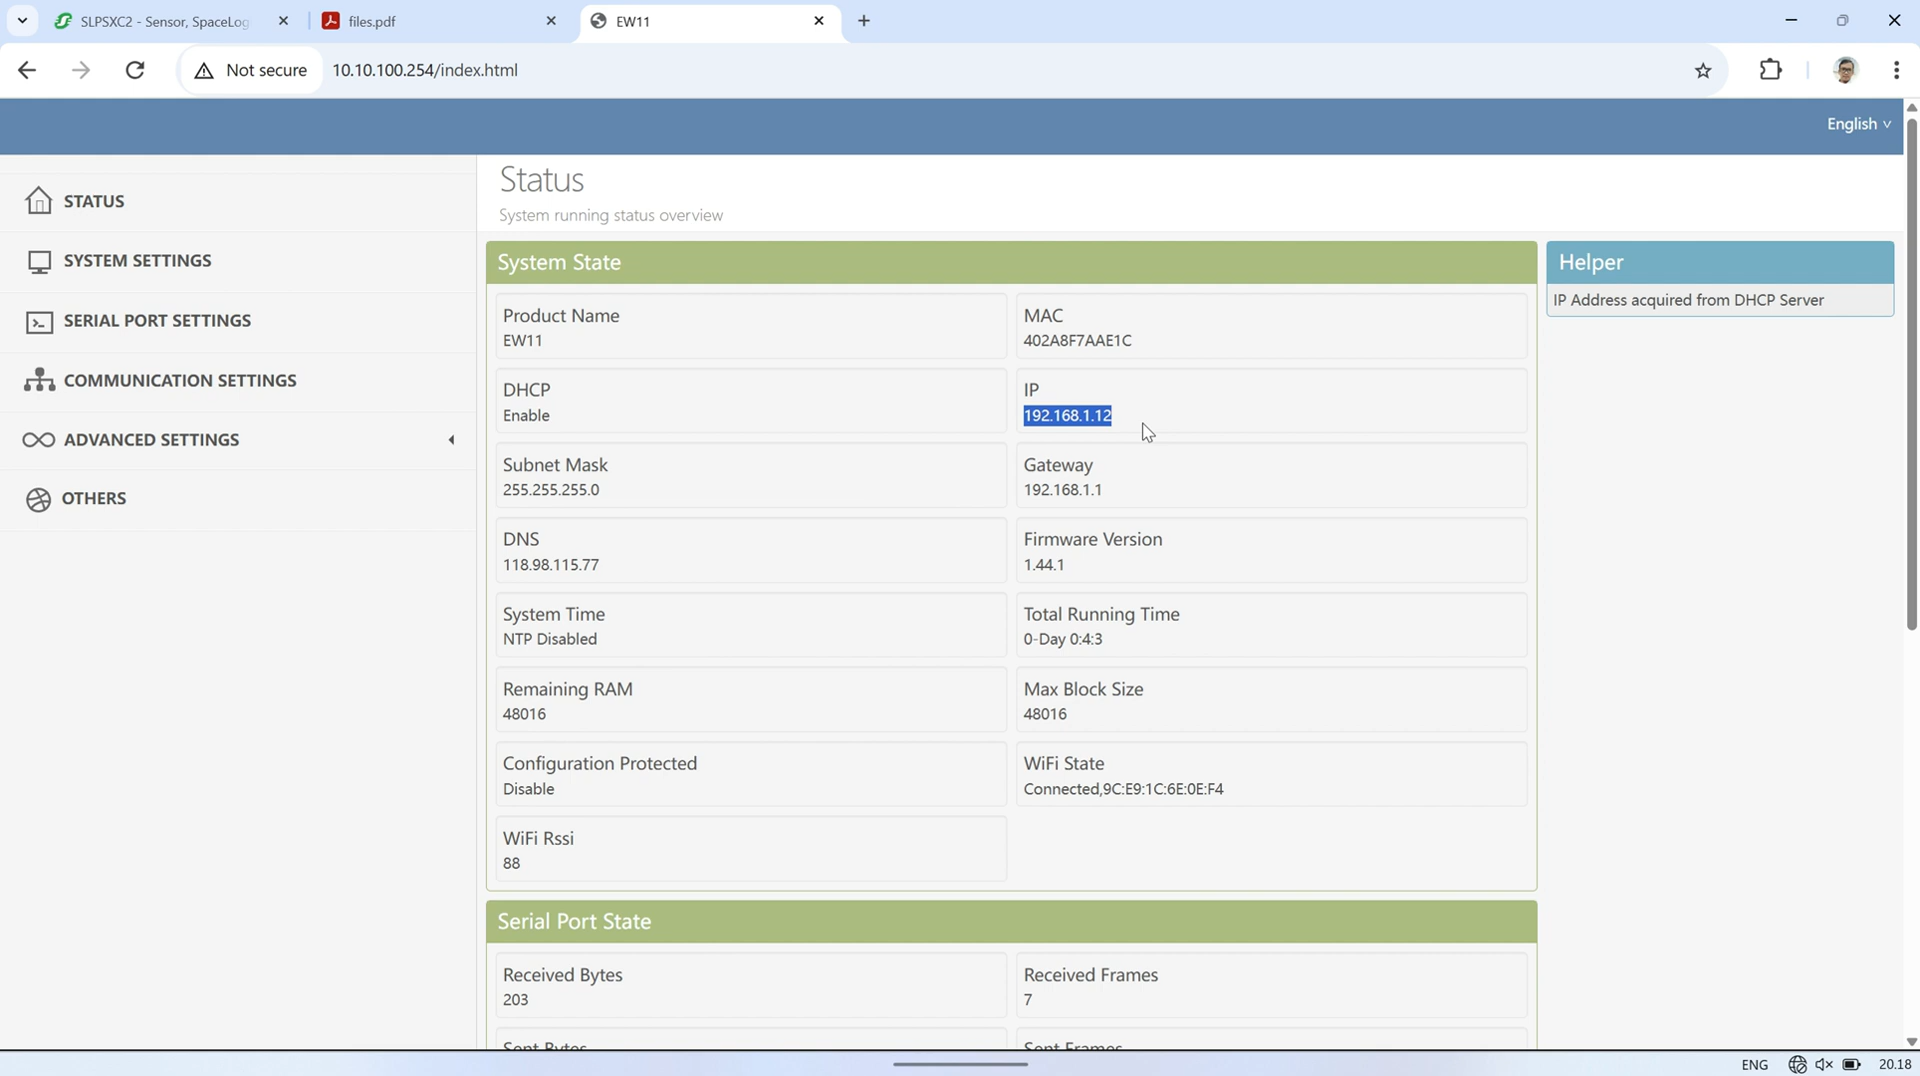 SLPSXC2 - Sensor, SpaceLog
files.pdf
EW11
Not secure
10.10.100.254/index.html
English
STATUS
SYSTEM SETTINGS
SERIAL PORT SETTINGS
COMMUNICATION SETTINGS
ADVANCED SETTINGS
OTHERS
Status
System running status overview
System State
Product Name
EW11
MAC
402A8F7AAE1C
DHCP
Enable
IP
192.168.1.12
Subnet Mask
255.255.255.0
Gateway
192.168.1.1
DNS
118.98.115.77
Firmware Version
1.44.1
System Time
NTP Disabled
Total Running Time
0-Day 0:4:3
Remaining RAM
48016
Max Block Size
48016
Configuration Protected
Disable
WiFi State
Connected,9C:E9:1C:6E:0E:F4
WiFi Rssi
88
Helper
IP Address acquired from DHCP Server
Serial Port State
Received Bytes
203
Received Frames
7
Sent Bytes
Sent Frames
ENG
20.18